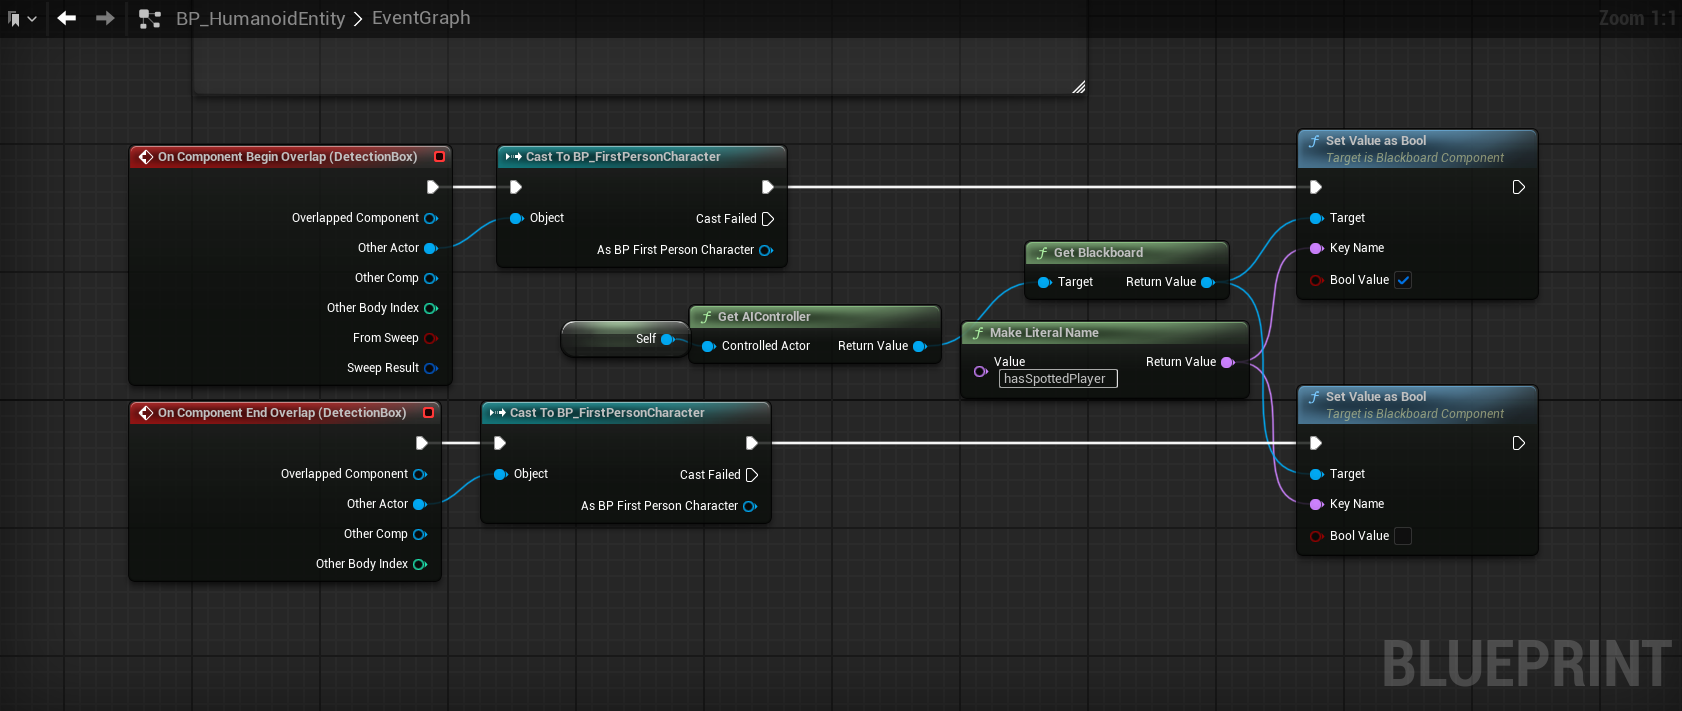 BP_HumanoidEntity > EventGraph
Zoom 1:1
On Component Begin Overlap (DetectionBox)
Overlapped Component
Other Actor
Other Comp
Other Body Index
From Sweep
Sweep Result
Cast To BP_FirstPersonCharacter
Object
Cast Failed
As BP First Person Character
Set Value as Bool
Target is Blackboard Component
Target
Key Name
Bool Value
Get Blackboard
Target Return Value
Self
Get AIController
Controlled Actor Return Value
Make Literal Name
Value
Return Value
hasSpottedPlayer
On Component End Overlap (DetectionBox)
Overlapped Component
Other Actor
Other Comp
Other Body Index
Cast To BP_FirstPersonCharacter
Object
Cast Failed
As BP First Person Character
Set Value as Bool
Target is Blackboard Component
Target
Key Name
Bool Value
BLUEPRINT